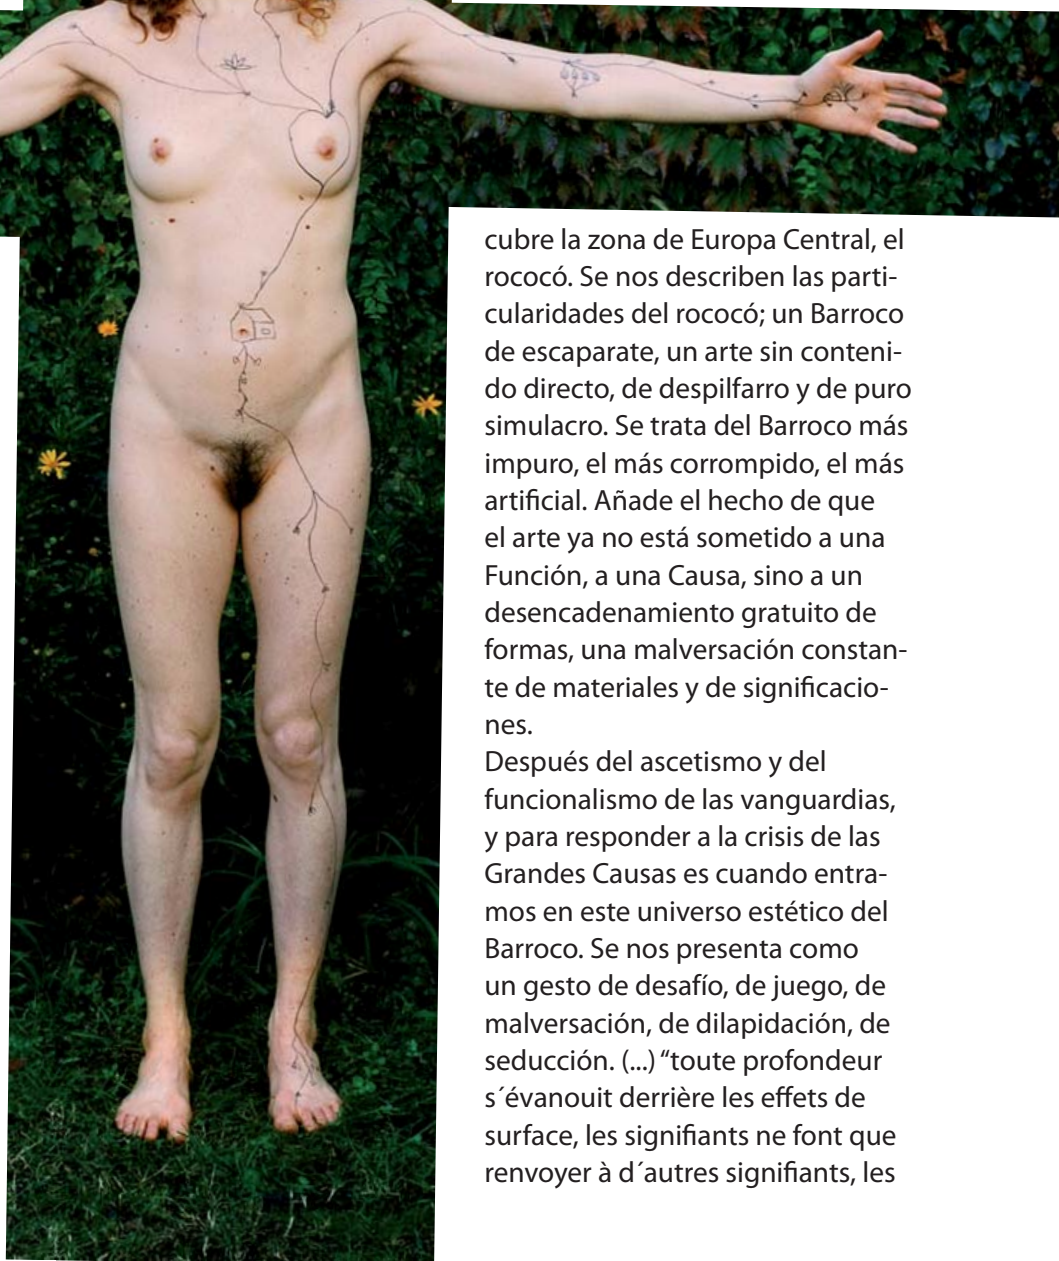 cubre la zona de Europa Central, el
rococó. Se nos describen las parti-
cularidades del rococó; un Barroco
de escaparate, un arte sin conteni-
do directo, de despilfarro y de puro
simulacro. Se trata del Barroco más
impuro, el más corrompido, el más
artificial. Añade el hecho de que
el arte ya no está sometido a una
Función, a una Causa, sino a un
desencadenamiento gratuito de
formas, una malversación constan-
te de materiales y de significacio-
nes.
Después del ascetismo y del
funcionalismo de las vanguardias,
y para responder a la crisis de las
Grandes Causas es cuando entra-
mos en este universo estético del
Barroco. Se nos presenta como
un gesto de desafío, de juego, de
malversación, de dilapidación, de
seducción. (...) “toute profondeur
s´évanouit derrière les effets de
surface, les signifiants ne font que
renvoyer à d´autres signifiants, les